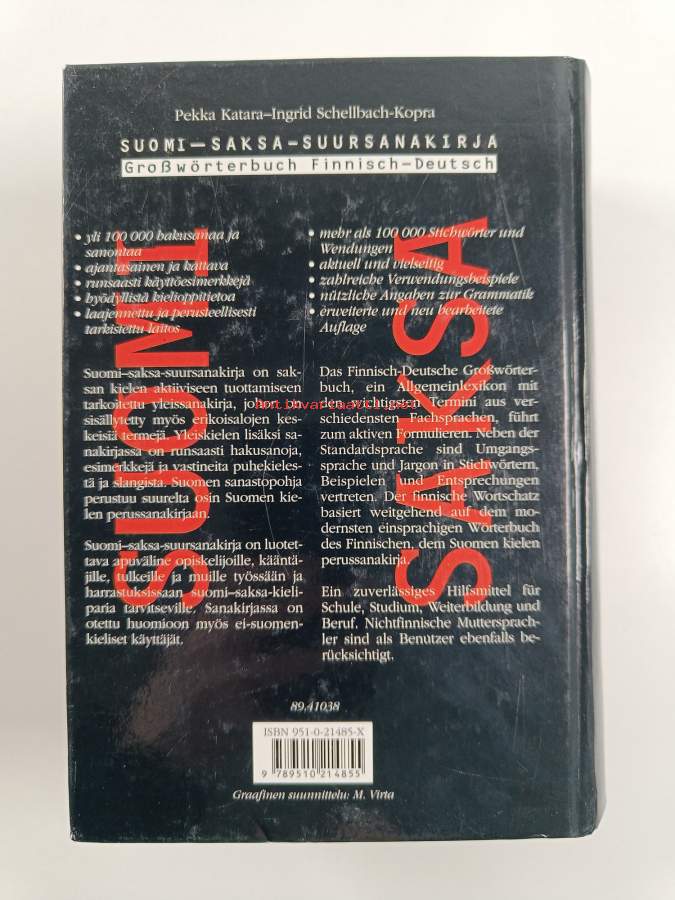 Pekka Katara–Ingrid Schellbach-Kopra
SUOMI–SAKSA–SUURSANAKIRJA
Großwörterbuch Finnisch–Deutsch
• yli 100 000 hakusanaa ja
sanontaa
• ajantasainen ja kattava
• runsaasti käyttöesimerkkejä
• hyödyllistä kielioppitietoa
• laajennettu ja perusteellisesti
tarkistettu laitos
Suomi–saksa-suursanakirja on sak-
san kielen aktiiviseen tuottamiseen
tarkoitettu yleissanakirja, johon on
sisällytetty myös erikoisalojen kes-
keisiä termejä. Yleiskielen lisäksi sa-
nakirjassa on runsaasti hakusanoja,
esimerkkejä ja vastineita puhekieles-
tä ja slangista. Suomen sanastopohja
perustuu suurelta osin Suomen kie-
len perussanakirjaan.
Suomi–saksa-suursanakirja on luotet-
tava apuväline opiskelijoille, kääntä-
jille, tulkeille ja muille työssään ja
harrastuksissaan suomi–saksa-kieli-
paria tarvitseville. Sanakirjassa on
otettu huomioon myös ei-suomen-
kieliset käyttäjät.
SUOMI
• mehr als 100 000 Stichwörter und
Wendungen
• aktuell und vielseitig
• zahlreiche Verwendungsbeispiele
• nützliche Angaben zur Grammatik
• erweiterte und neu bearbeitete
Auflage
Das Finnisch-Deutsche Großwörter-
buch, ein Allgemeinlexikon mit
den wichtigsten Termini aus ver-
schiedensten Fachsprachen, führt
zum aktiven Formulieren. Neben der
Standardsprache sind Umgangs-
sprache und Jargon in Stichwörtern,
Beispielen und Entsprechungen
vertreten. Der finnische Wortschatz
basiert weitgehend auf dem mo-
dernsten einsprachigen Wörterbuch
des Finnischen, dem Suomen kielen
perussanakirja.
Ein zuverlässiges Hilfsmittel für
Schule, Studium, Weiterbildung und
Beruf. Nichtfinnische Muttersprach-
ler sind als Benutzer ebenfalls be-
rücksichtigt.
SAKSA
89.41038
ISBN 951-0-21485-X
9 789510 214855
Graafinen suunnittelu: M. Virta